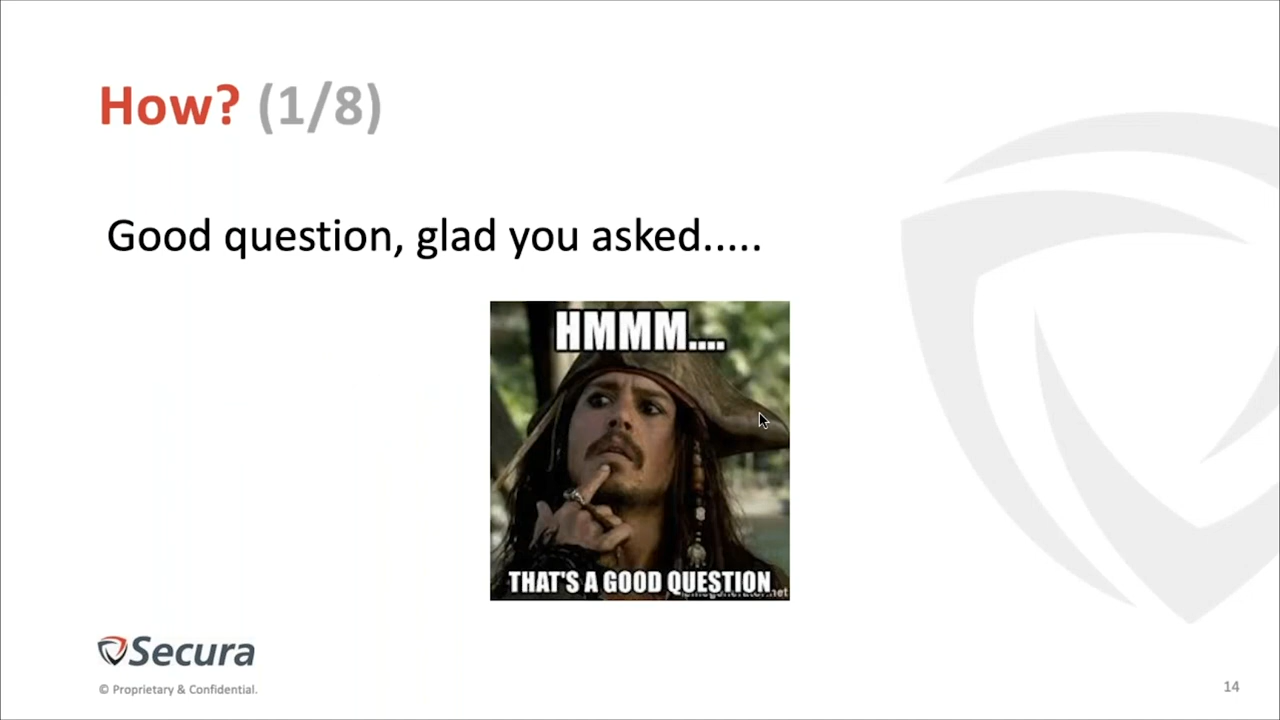 How? (1/8)
Good question, glad you asked.....
HMMM....
THAT'S A GOOD QUESTION
Secura
© Proprietary & Confidential.
14